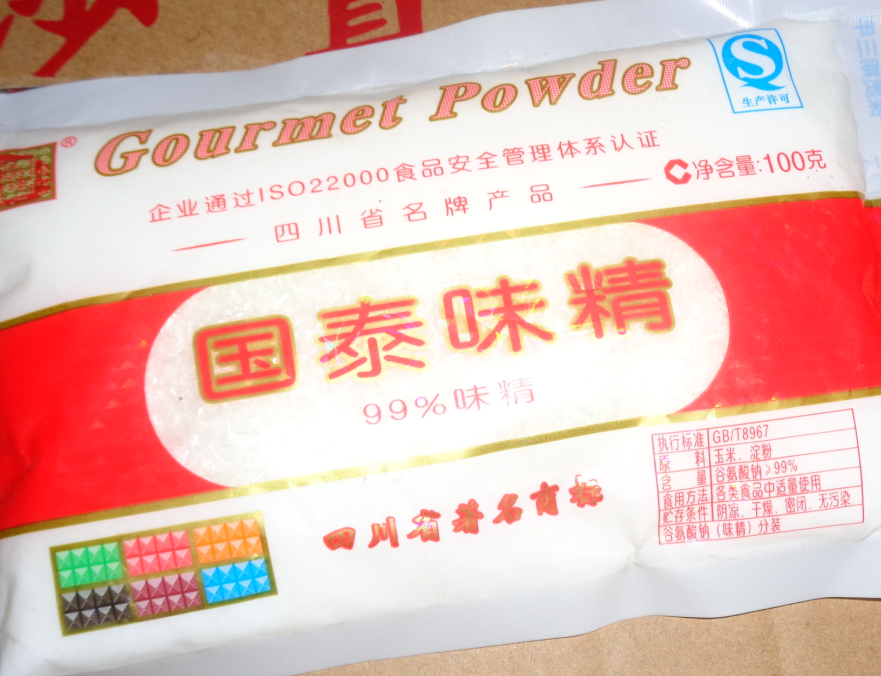 Gourmet Powder
®
QS
生产许可
企业通过ISO22000食品安全管理体系认证
C净含量:100克
四川省名牌产品
国泰味精
99%味精
四川省著名商标
执行标准 GB/T8967
原料 玉米、淀粉
含量 谷氨酸钠≥99%
食用方法 各类食品中适量使用
贮存条件 阴凉、干燥、密闭、无污染
谷氨酸钠（味精）分装